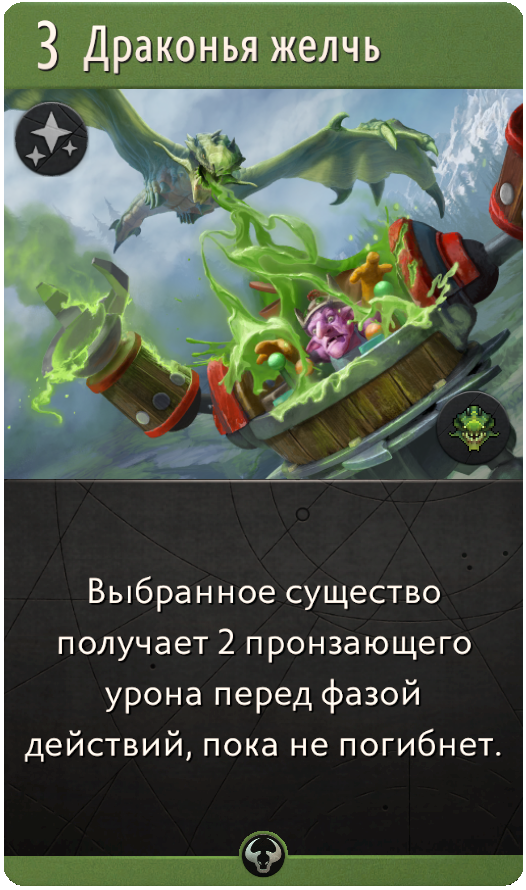 3 Драконья желчь
Выбранное существо
получает 2 пронзающего
урона перед фазой
действий, пока не погибнет.